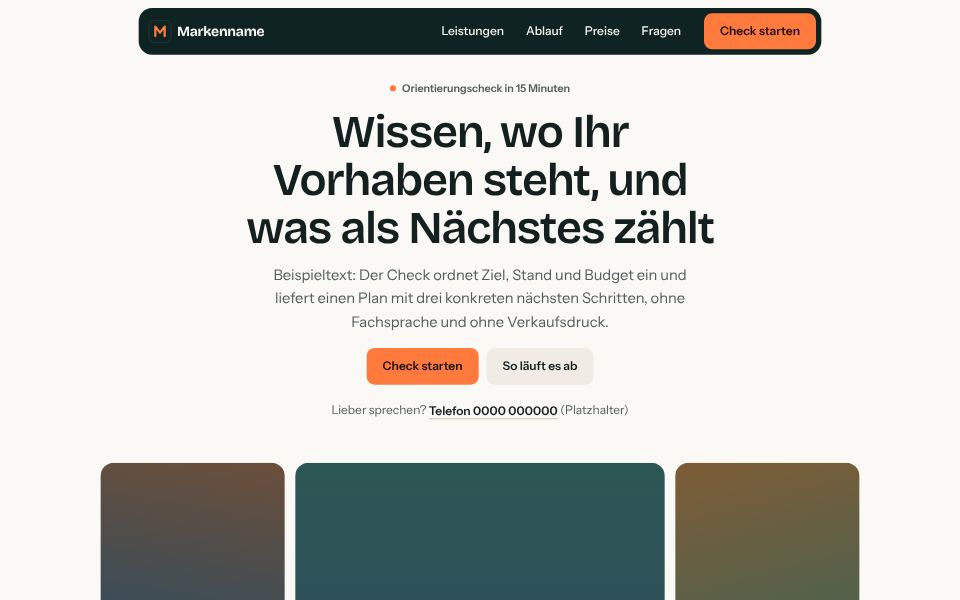 M Markenname
Leistungen Ablauf Preise Fragen Check starten
Orientierungscheck in 15 Minuten
Wissen, wo Ihr
Vorhaben steht, und
was als Nächstes zählt
Beispieltext: Der Check ordnet Ziel, Stand und Budget ein und
liefert einen Plan mit drei konkreten nächsten Schritten, ohne
Fachsprache und ohne Verkaufsdruck.
Check starten So läuft es ab
Lieber sprechen? Telefon 0000 000000 (Platzhalter)